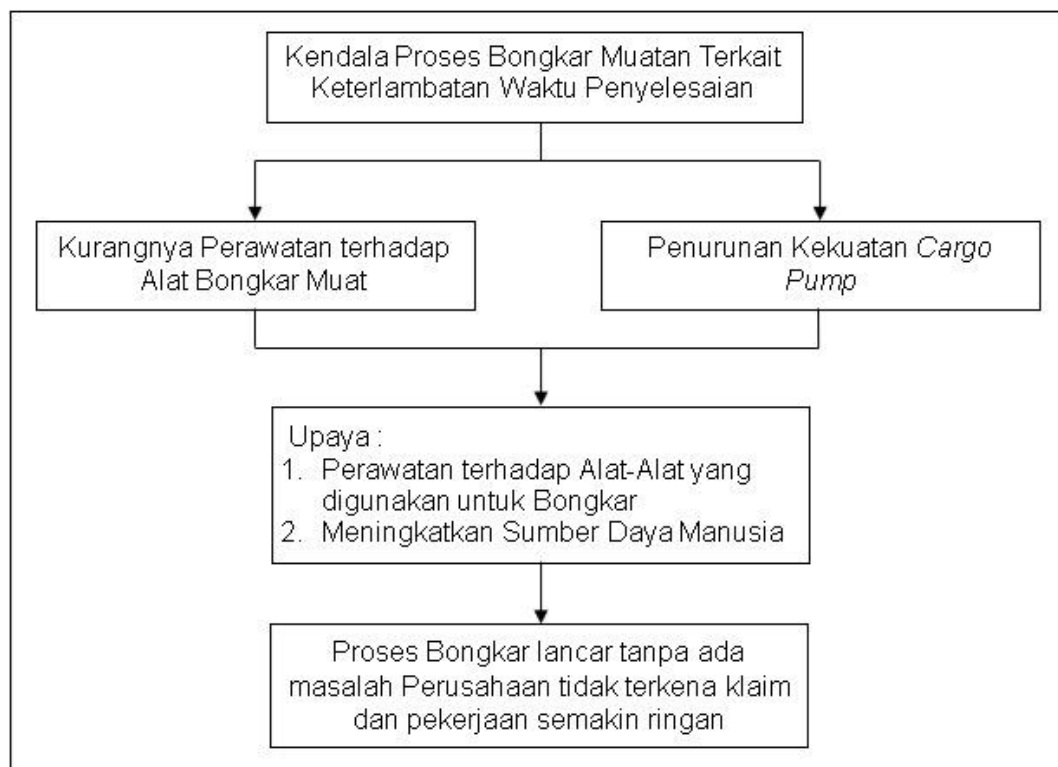 Kendala Proses Bongkar Muatan Terkait
Keterlambatan Waktu Penyelesaian
Kurangnya Perawatan terhadap
Alat Bongkar Muat
Penurunan Kekuatan Cargo
Pump
Upaya :
1. Perawatan terhadap Alat-Alat yang
digunakan untuk Bongkar
2. Meningkatkan Sumber Daya Manusia
Proses Bongkar lancar tanpa ada
masalah Perusahaan tidak terkena klaim
dan pekerjaan semakin ringan